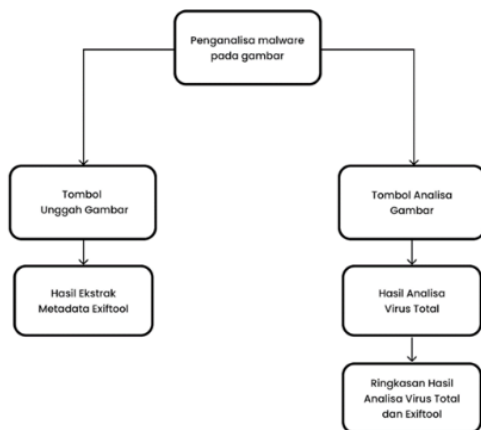 Penganalisa malware
pada gambar
Tombol
Unggah Gambar
Tombol Analisa
Gambar
Hasil Ekstrak
Metadata Exiftool
Hasil Analisa
Virus Total
Ringkasan Hasil
Analisa Virus Total
dan Exiftool